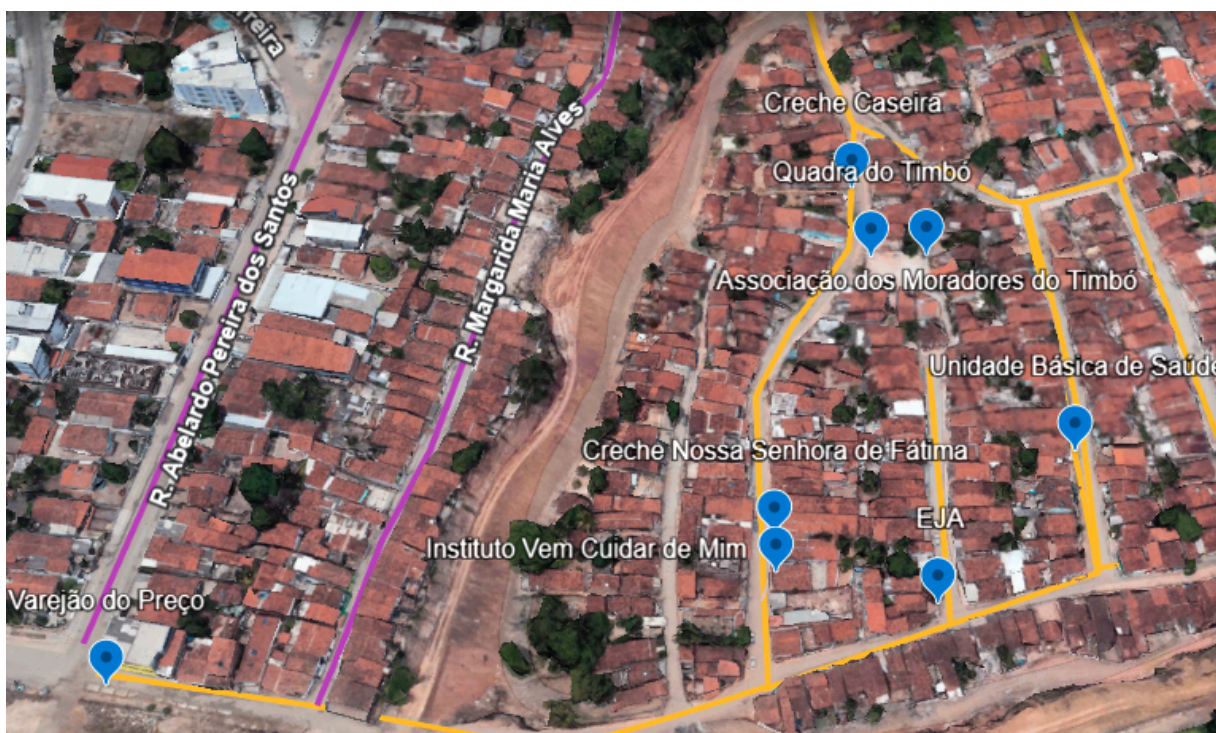 rreira
Creche Caseira
Quadra do Timbó
R. Margarida Maria Alves
R. Abelardo Pereira dos Santos
Associação dos Moradores do Timbó
Unidade Básica de Saúde
Creche Nossa Senhora de Fátima
EJA
Instituto Vem Cuidar de Mim
Varejão do Preço